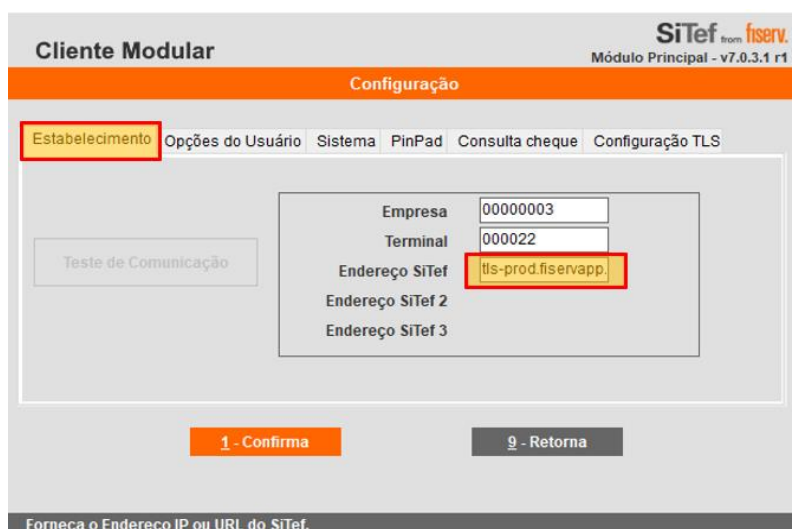 SiTef from fiserv.
Cliente Modular
Módulo Principal - v7.0.3.1 r1
Configuração
Estabelecimento Opções do Usuário Sistema PinPad Consulta cheque Configuração TLS
Empresa 00000003
Terminal 000022
Teste de Comunicação
Endereço SiTef tls-prod.fiservapp.
Endereço SiTef 2
Endereço SiTef 3
1 - Confirma 9 - Retorna
Forneça o Endereço IP ou URL do SiTef.